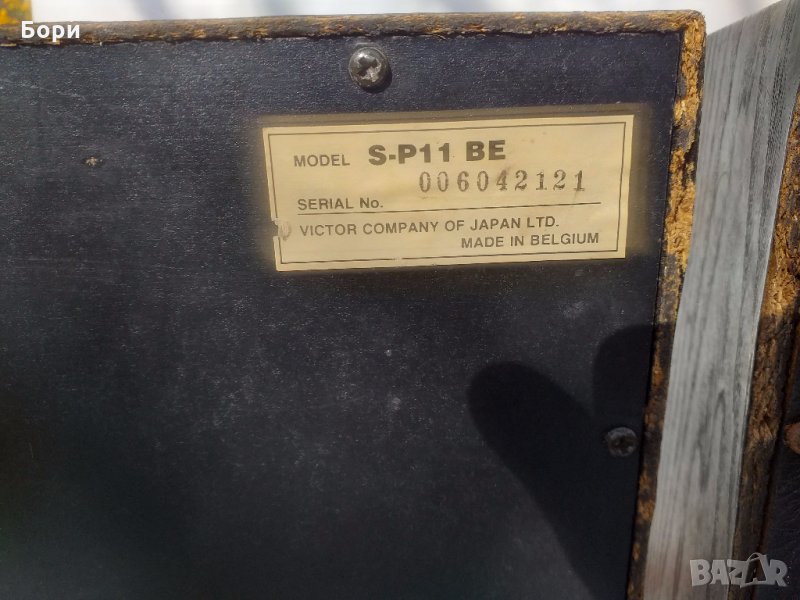 Бори
MODEL S-P11 BE
006042121
SERIAL No.
VICTOR COMPANY OF JAPAN LTD.
MADE IN BELGIUM
BAZAR